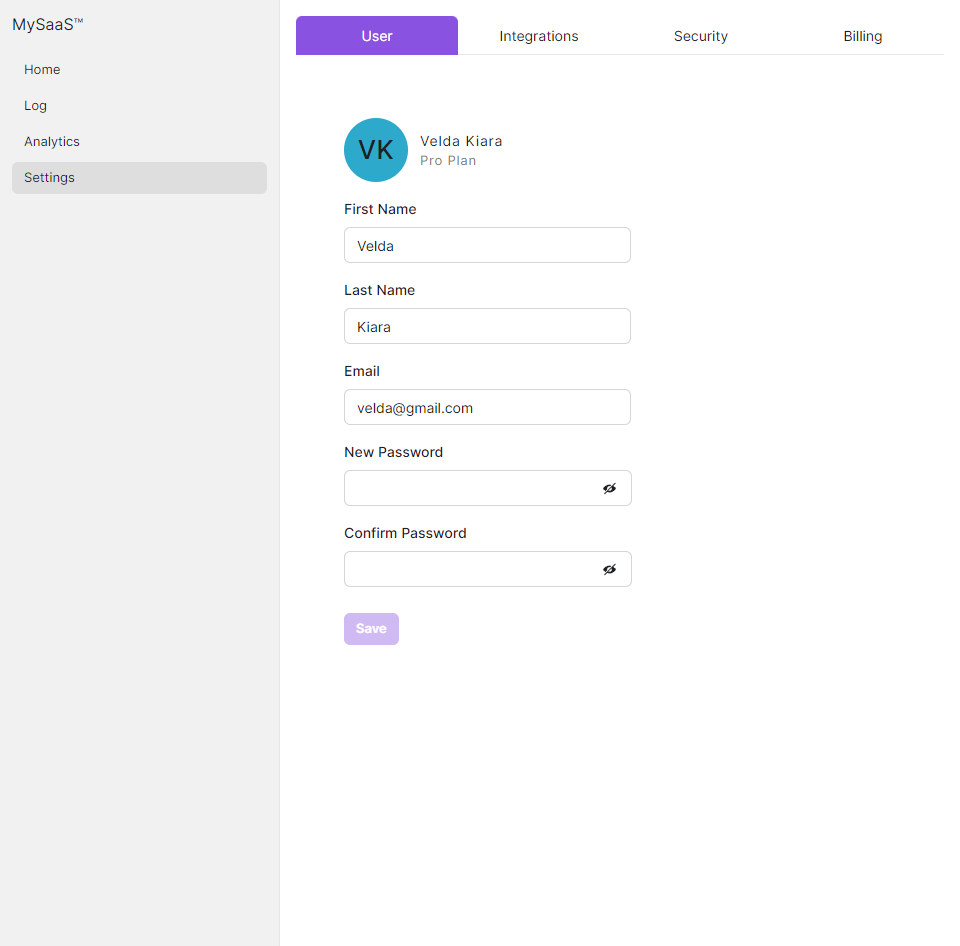 MySaaS™
Home
Log
Analytics
Settings
User Integrations Security Billing
VK
Velda Kiara
Pro Plan
First Name
Velda
Last Name
Kiara
Email
velda@gmail.com
New Password
Confirm Password
Save